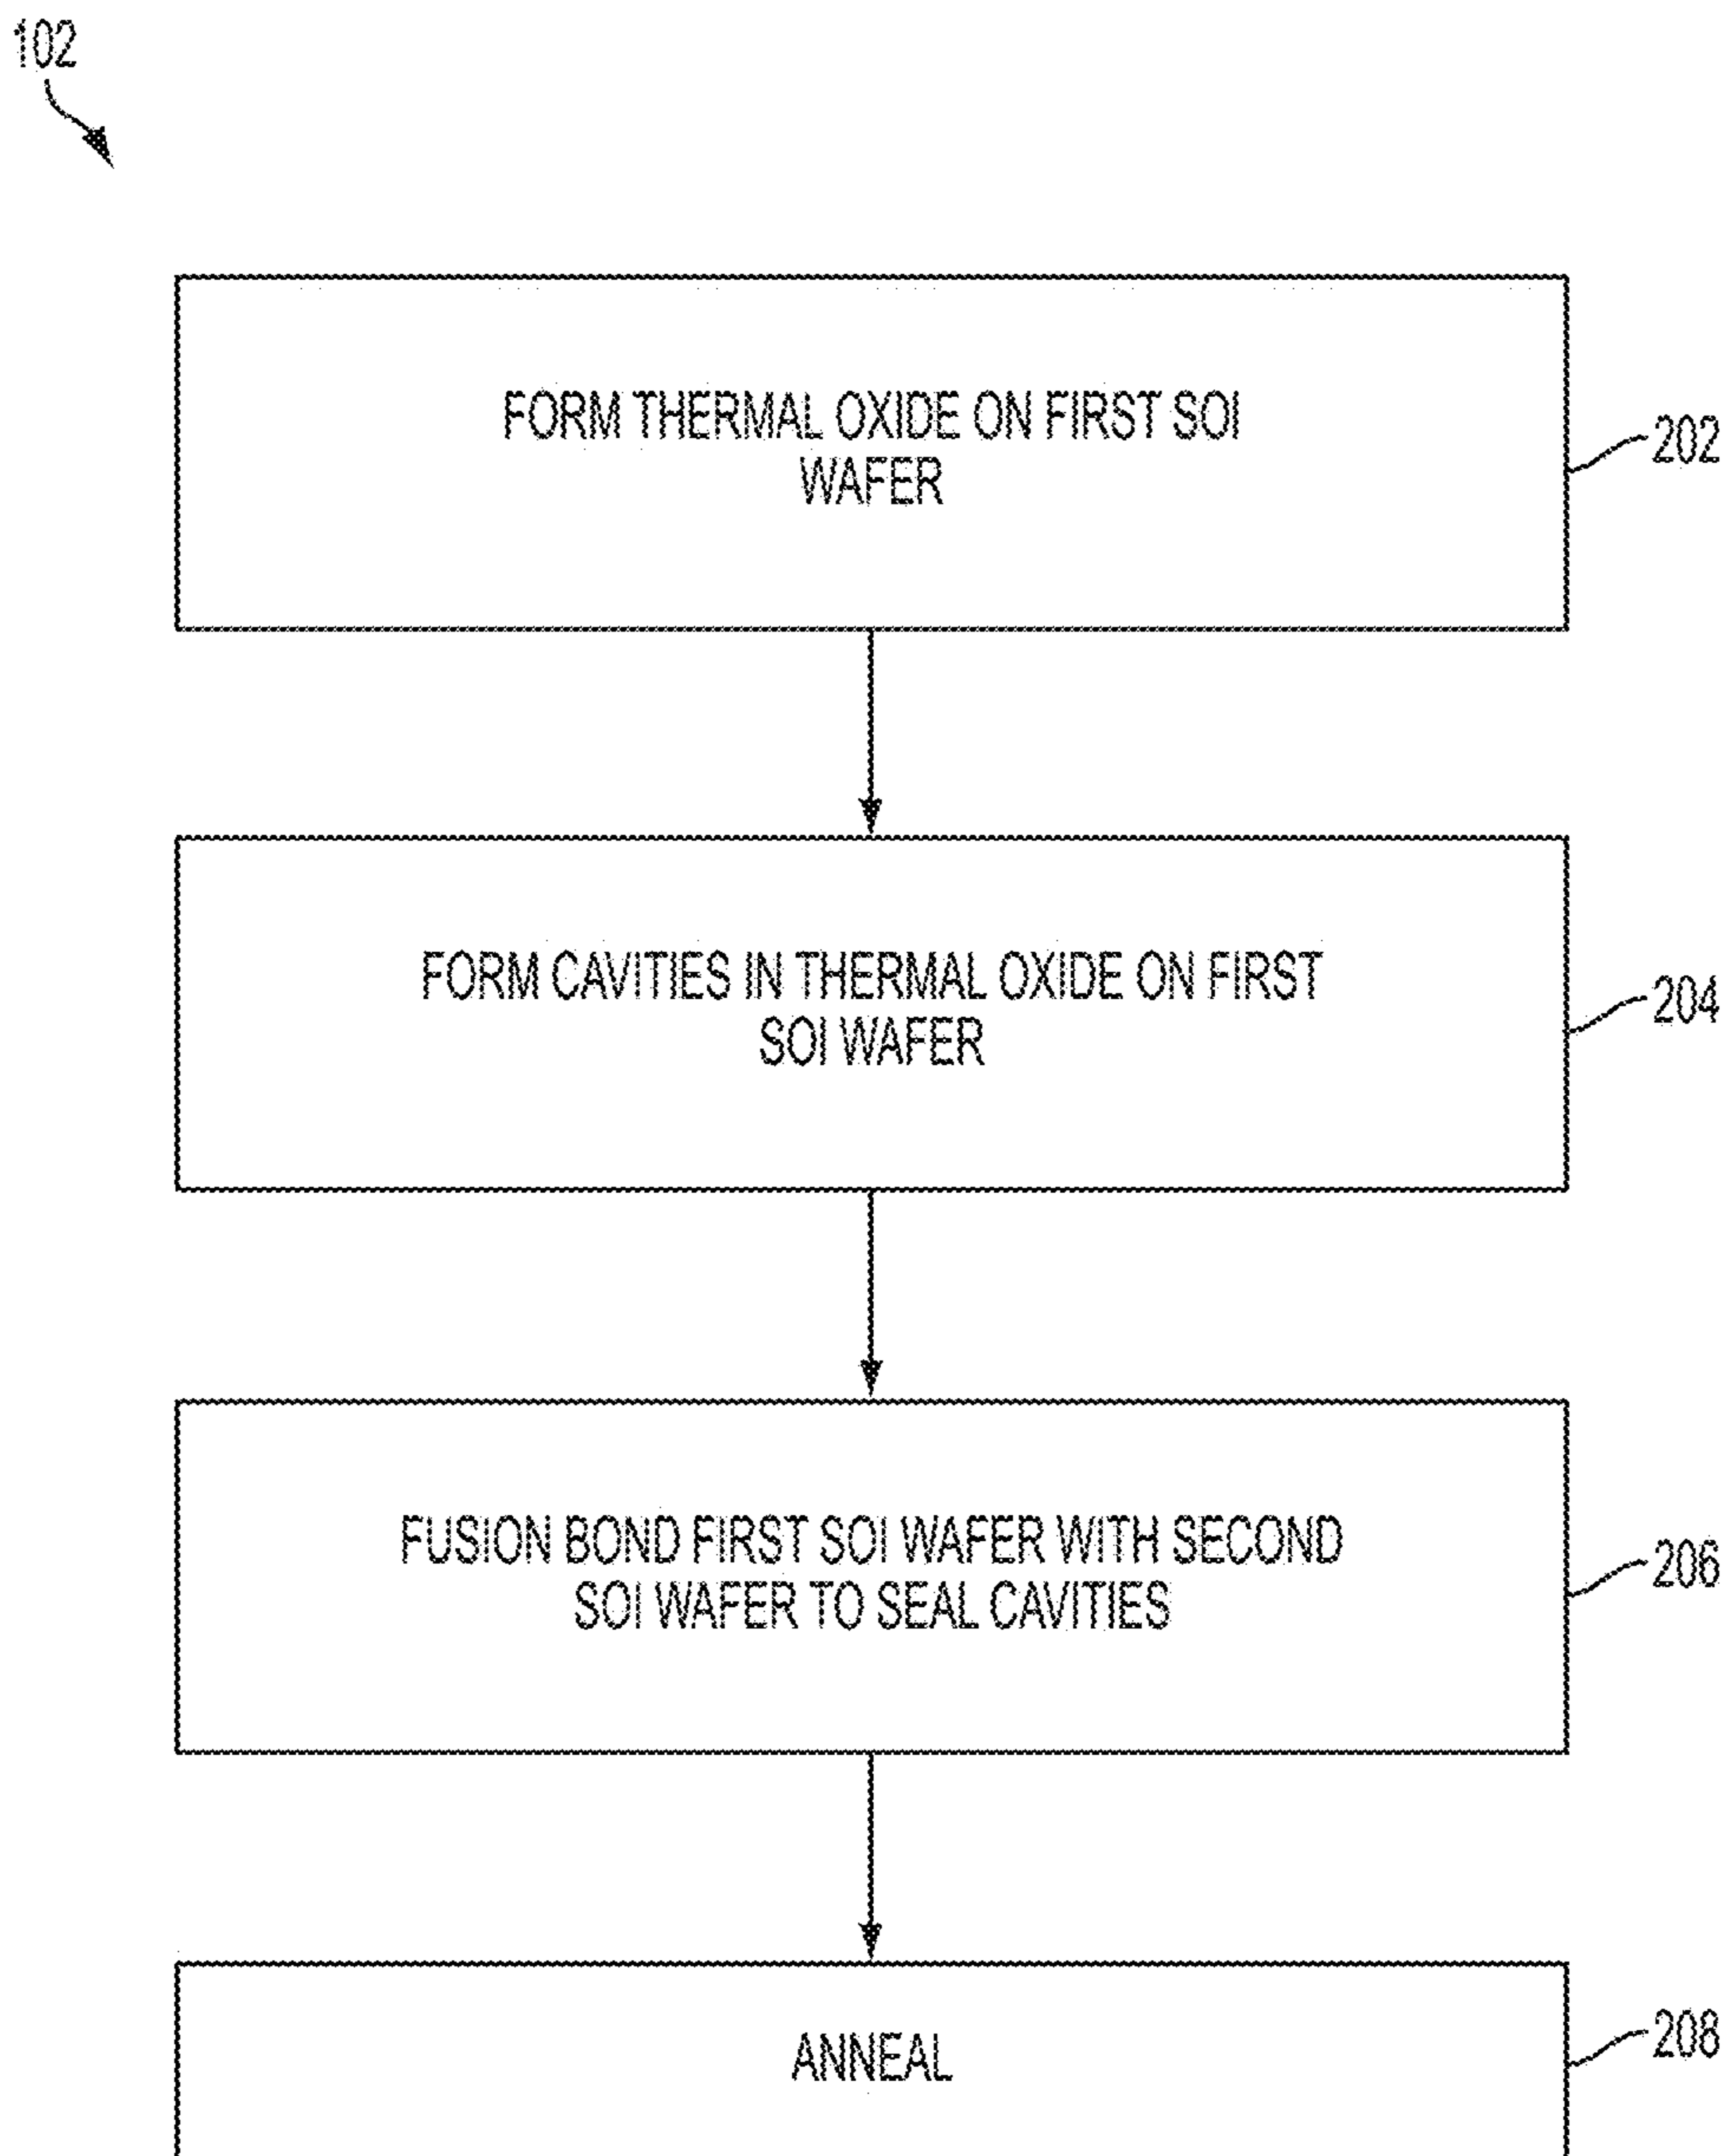 102
FORM THERMAL OXIDE ON FIRST SOI
WAFER
202
FORM CAVITIES IN THERMAL OXIDE ON FIRST
SOI WAFER
204
FUSION BOND FIRST SOI WAFER WITH SECOND
SOI WAFER TO SEAL CAVITIES
206
ANNEAL
208